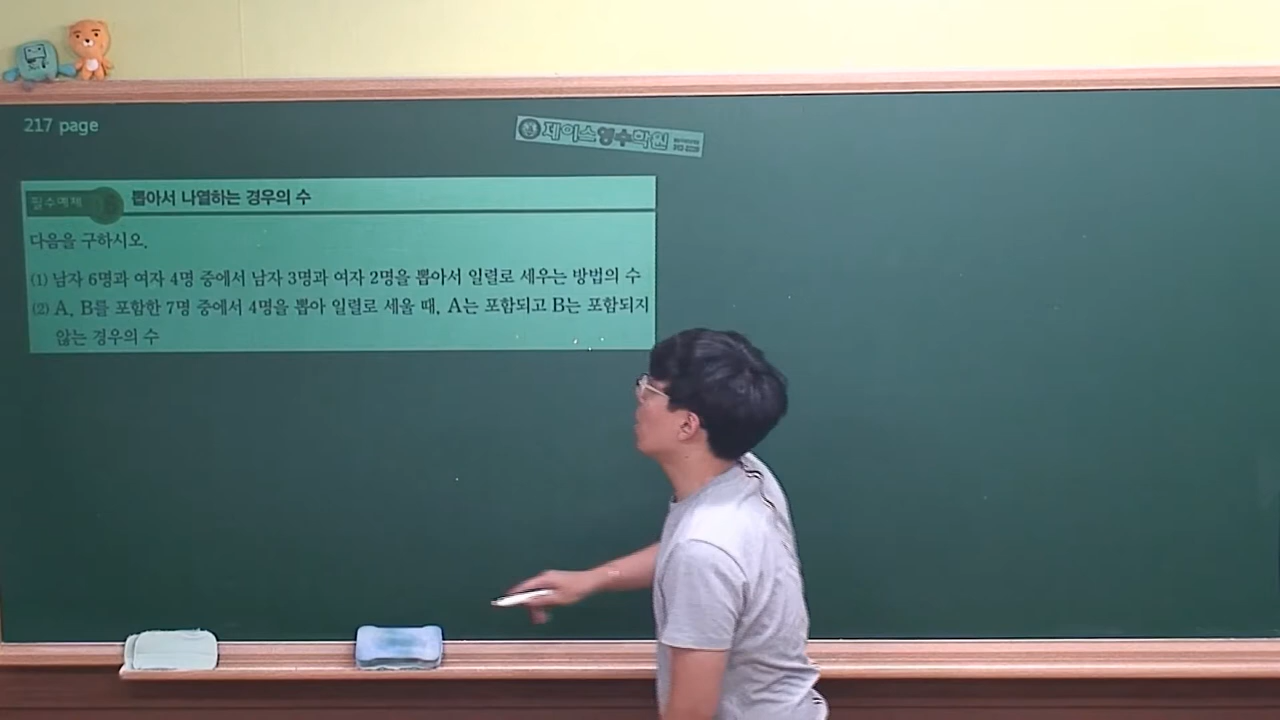 217 page
제이스영수학원
필수예제 6 뽑아서 나열하는 경우의 수
다음을 구하시오.
(1) 남자 6명과 여자 4명 중에서 남자 3명과 여자 2명을 뽑아서 일렬로 세우는 방법의 수
(2) A, B를 포함한 7명 중에서 4명을 뽑아 일렬로 세울 때, A는 포함되고 B는 포함되지
않는 경우의 수